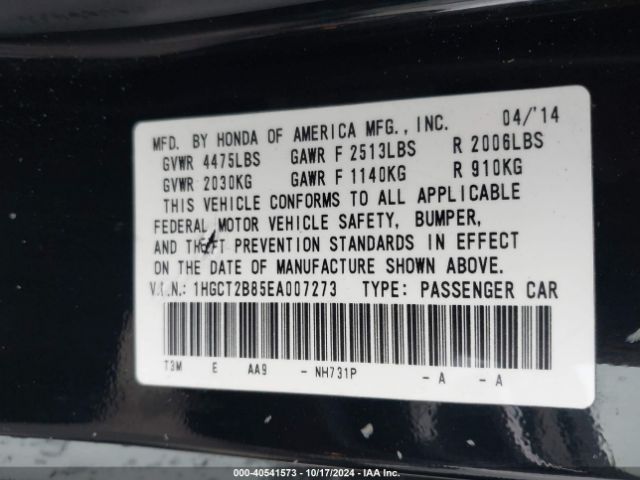 04/'14
MFD. BY HONDA OF AMERICA MFG., INC.
GVWR 4475LBS GAWR F 2513LBS R 2006LBS
GVWR 2030KG GAWR F 1140KG R 910KG
THIS VEHICLE CONFORMS TO ALL APPLICABLE
FEDERAL MOTOR VEHICLE SAFETY, BUMPER,
AND THEFT PREVENTION STANDARDS IN EFFECT
ON THE DATE OF MANUFACTURE SHOWN ABOVE.
V.I.N.: 1HGCT2B85EA007273 TYPE: PASSENGER CAR
T3M E AA9 - NH731P - A - A
000-40541573 - 10/17/2024 - IAA Inc.